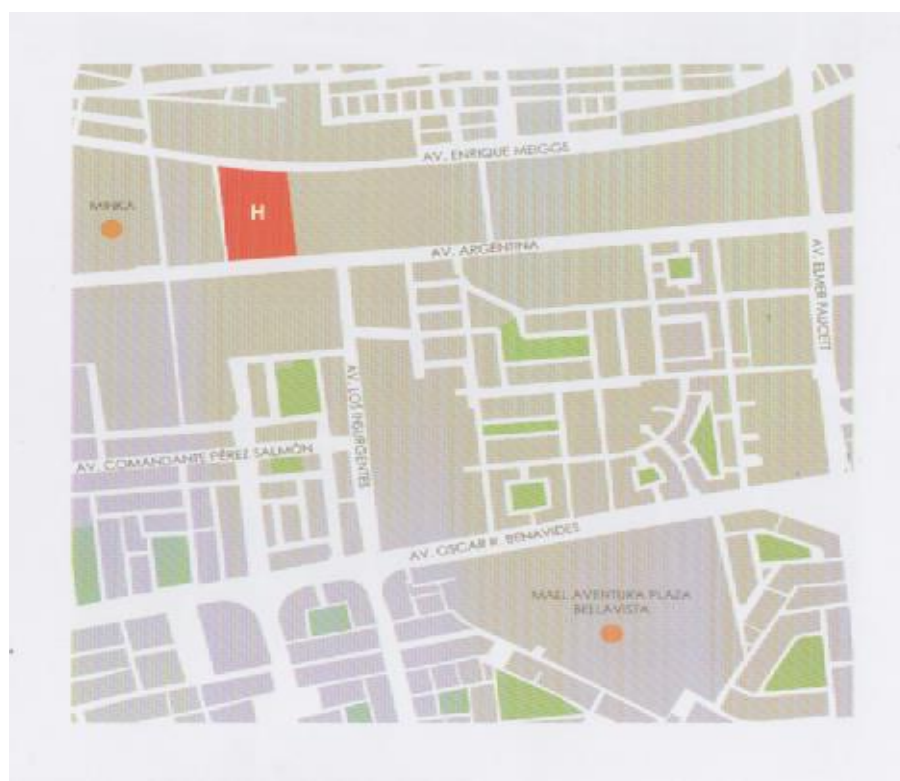 AV. ENRIQUE MEIGGS
MINKA
H
AV. ARGENTINA
AV. ELMER FAUCETT
AV. LOS INSURGENTES
AV. COMANDANTE PÉREZ SALMÓN
AV. OSCAR R. BENAVIDES
MALL AVENTURA PLAZA
BELLAVISTA